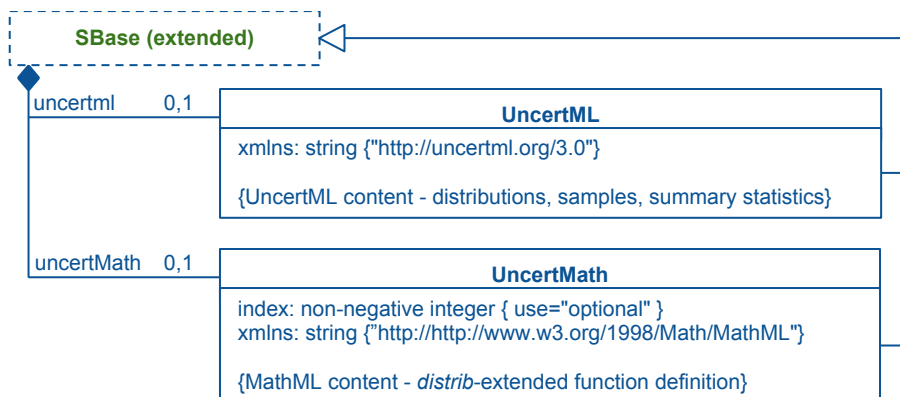 SBase (extended)
uncertml 0,1
UncertML
xmlns: string {"http://uncertml.org/3.0"}
{UncertML content - distributions, samples, summary statistics}
uncertMath 0,1
UncertMath
index: non-negative integer { use="optional" }
xmlns: string {”http://http://www.w3.org/1998/Math/MathML"}
{MathML content - distrib-extended function definition}